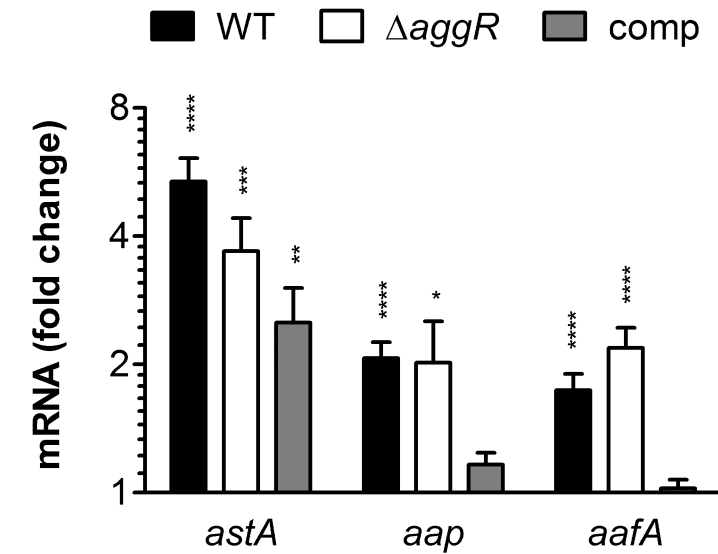 WT ΔaggR comp
mRNA (fold change)
8
4
2
1
**** *** **
**** *
**** ****
astA aap aafA